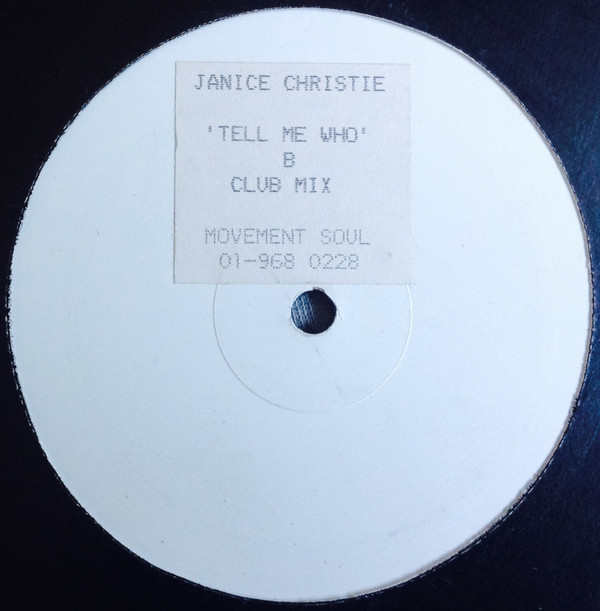 JANICE CHRISTIE
'TELL ME WHO'
B
CLUB MIX
MOVEMENT SOUL
01-968 0228